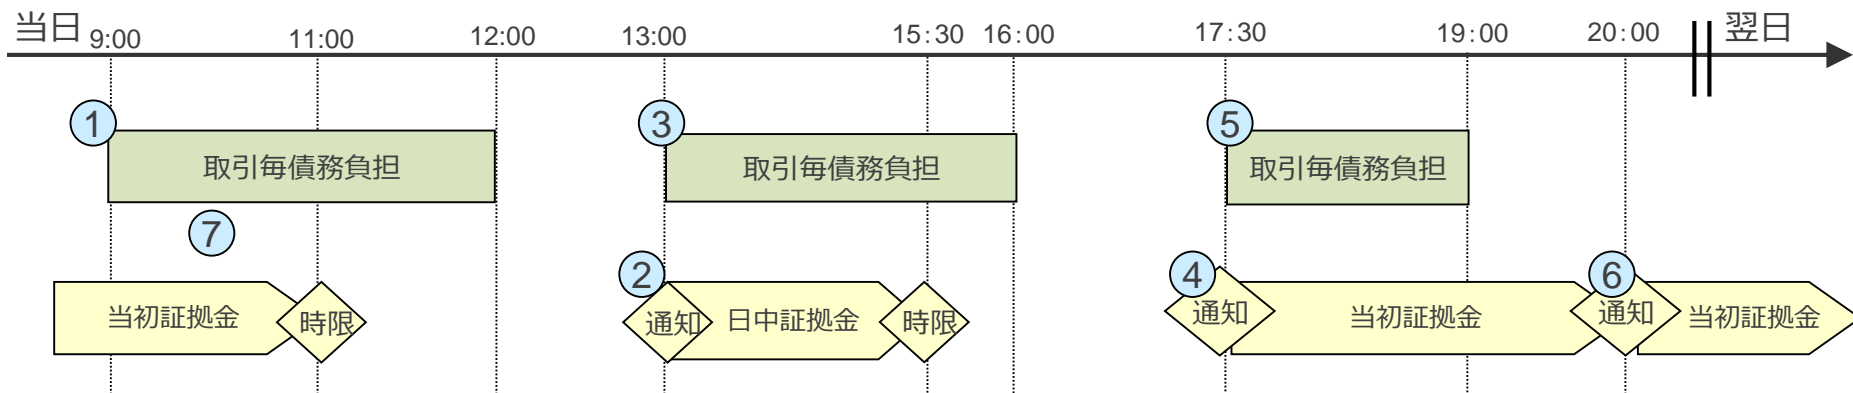 当日 9:00 11:00 12:00 13:00 15:30 16:00 17:30 19:00 20:00 翌日
① ③ ⑤
取引毎債務負担 取引毎債務負担 取引毎債務負担
⑦
② ④ ⑥
当初証拠金 時限 通知 日中証拠金 時限 通知 当初証拠金 通知 当初証拠金